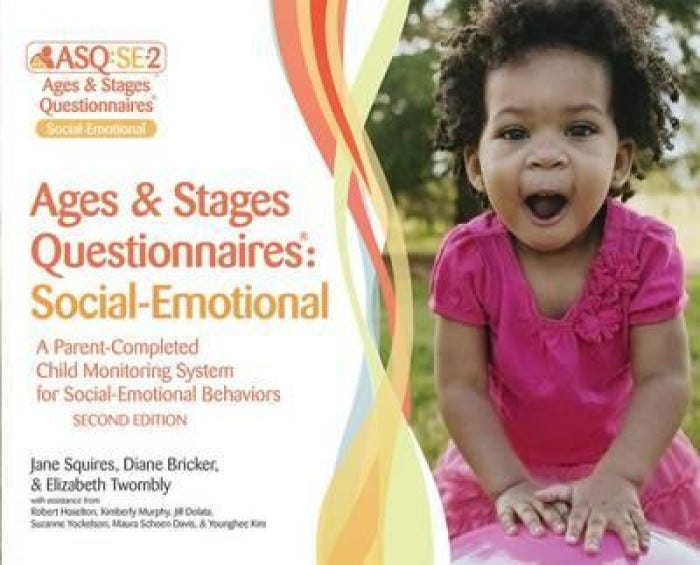 ASQ:SE-2
Ages & Stages
Questionnaires®
Social-Emotional
Ages & Stages
Questionnaires®:
Social-Emotional
A Parent-Completed
Child Monitoring System
for Social-Emotional Behaviors
SECOND EDITION
Jane Squires, Diane Bricker,
& Elizabeth Twombly
with assistance from
Robert Hoselton, Kimberly Murphy, Jill Dolata,
Suzanne Yockelson, Maura Schoen Davis, & Younghee Kim